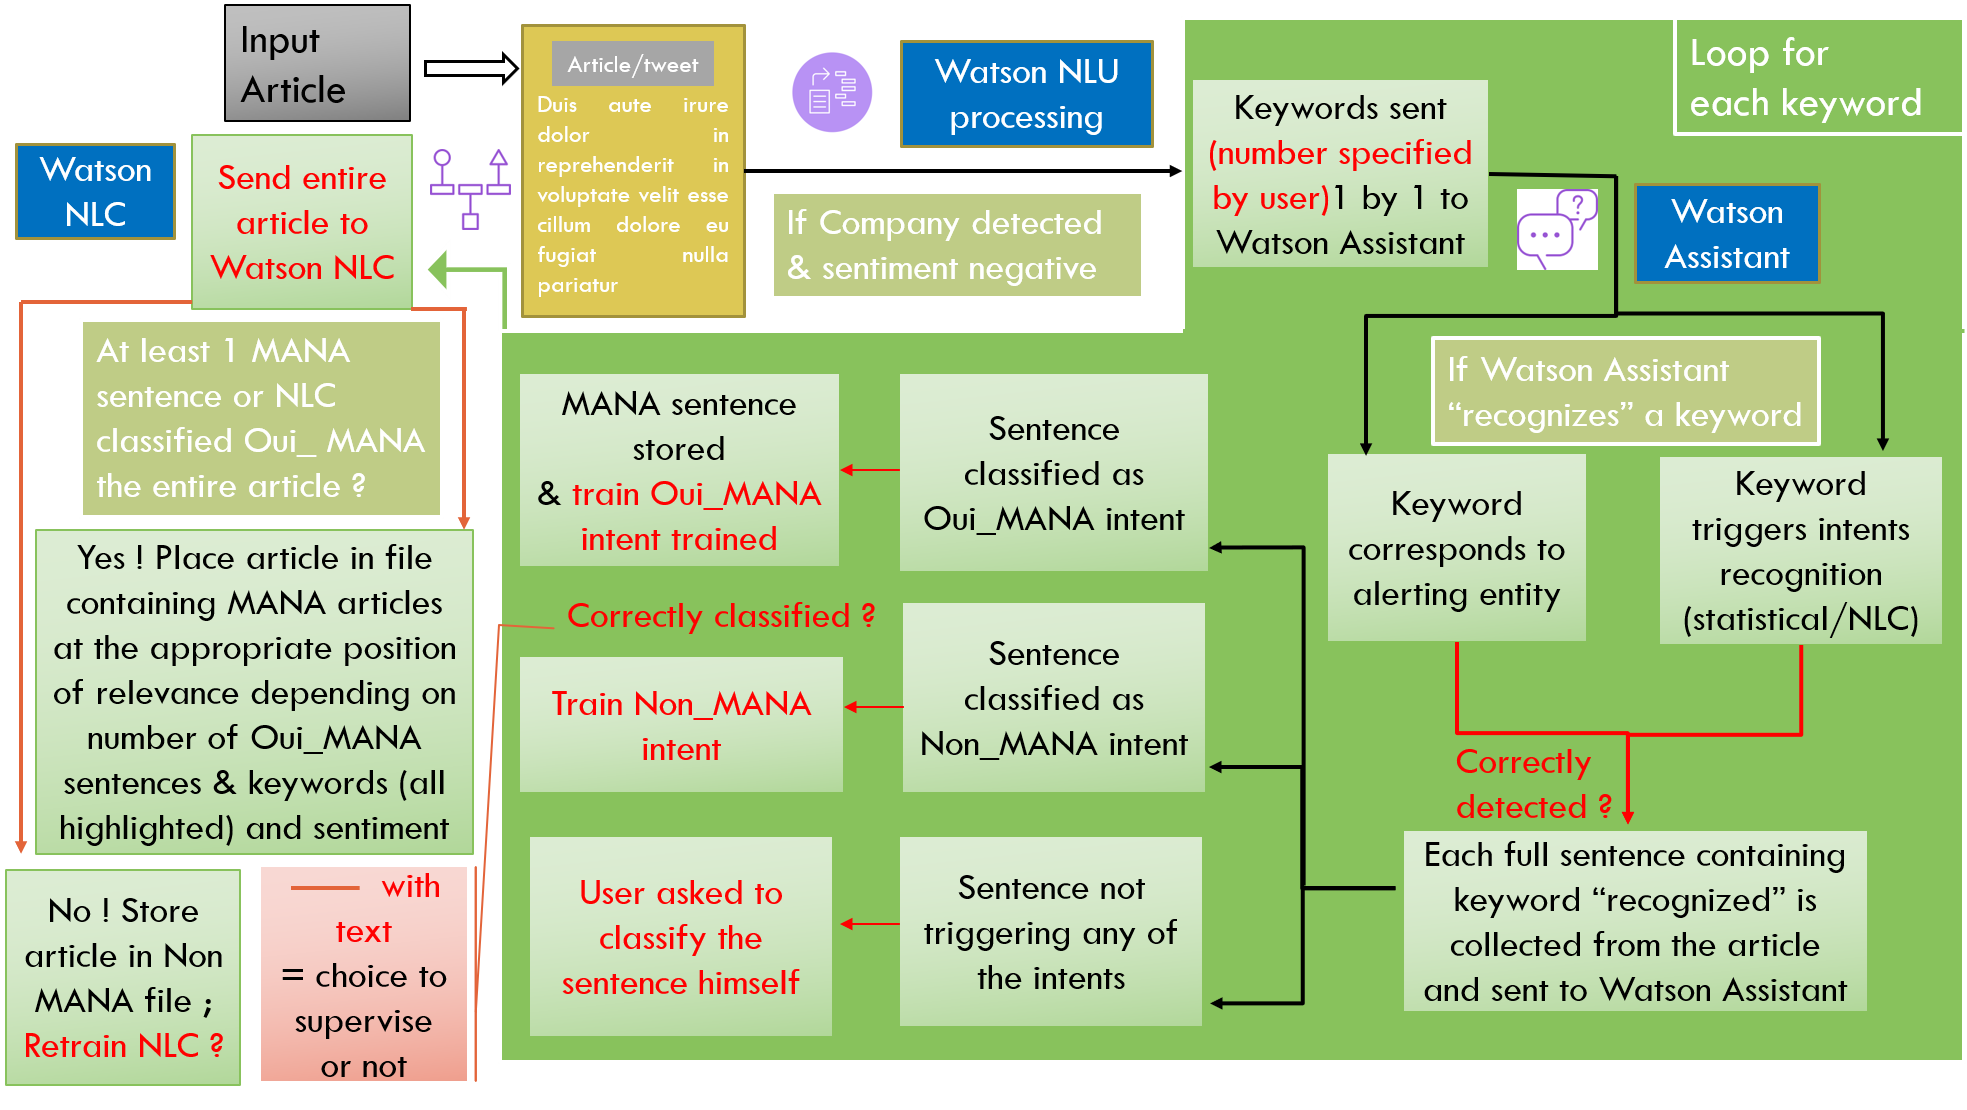 Input
Article
Article/tweet
Duis aute irure
dolor in
reprehenderit in
voluptate velit esse
cillum dolore eu
fugiat nulla
pariatur
Watson NLU
processing
If Company detected
& sentiment negative
Loop for
each keyword
Keywords sent
(number specified
by user)1 by 1 to
Watson Assistant
?
Watson
Assistant
If Watson Assistant
“recognizes” a keyword
Keyword
corresponds to
alerting entity
Keyword
triggers intents
recognition
(statistical/NLC)
Correctly
detected ?
Each full sentence containing
keyword “recognized” is
collected from the article
and sent to Watson Assistant
Sentence
classified as
Oui_MANA intent
MANA sentence
stored
& train Oui_MANA
intent trained
Correctly classified ?
Sentence
classified as
Non_MANA intent
Train Non_MANA
intent
Sentence not
triggering any of
the intents
User asked to
classify the
sentence himself
Watson
NLC
Send entire
article to
Watson NLC
At least 1 MANA
sentence or NLC
classified Oui_ MANA
the entire article ?
Yes ! Place article in file
containing MANA articles
at the appropriate position
of relevance depending on
number of Oui_MANA
sentences & keywords (all
highlighted) and sentiment
No ! Store
article in Non
MANA file ;
Retrain NLC ?
with
text
= choice to
supervise
or not